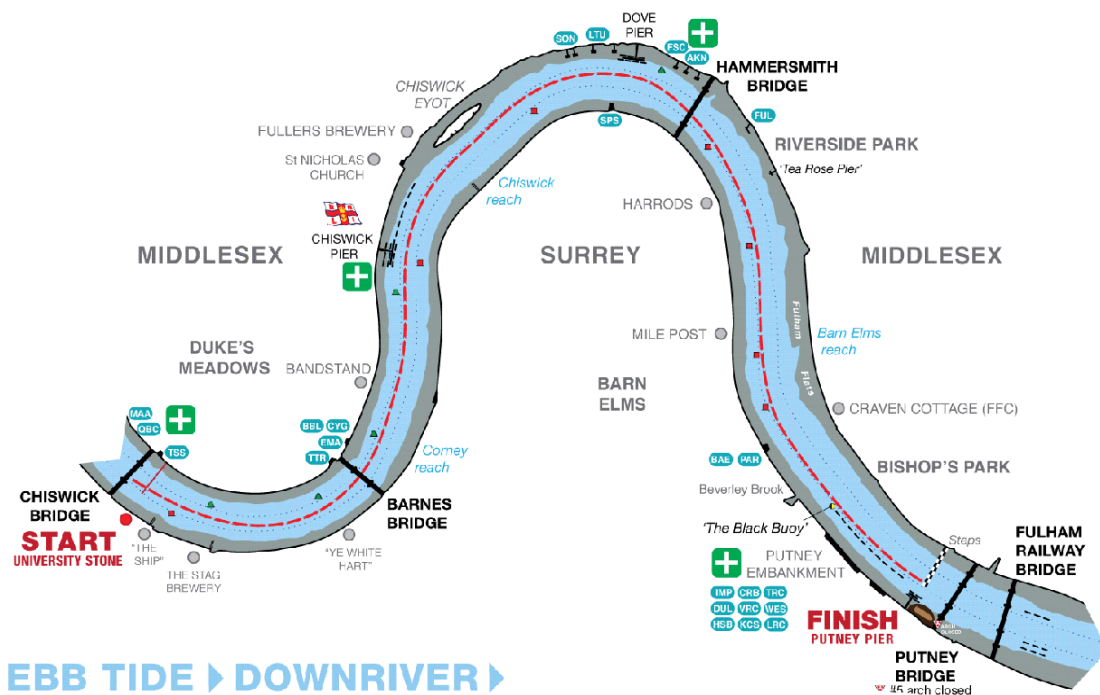 DOVE
PIER
SON
LTU
FSC
AKN
HAMMERSMITH
BRIDGE
CHISWICK
EYOT
FULLERS BREWERY
St NICHOLAS
CHURCH
SPS
FUL
RIVERSIDE PARK
'Tea Rose Pier'
Chiswick
reach
HARRODS
CHISWICK
PIER
MIDDLESEX
SURREY
MIDDLESEX
Fulham
Flats
MILE POST
Barn Elms
reach
DUKE'S
MEADOWS
BANDSTAND
BARN
ELMS
CRAVEN COTTAGE (FFC)
MAA
QBC
TSS
BBL
CYG
EMA
TTR
Corney
reach
BAE
PAR
BISHOP'S PARK
Beverley Brook
CHISWICK
BRIDGE
BARNES
BRIDGE
'The Black Buoy'
START
UNIVERSITY STONE
"THE
SHIP"
THE STAG
BREWERY
"YE WHITE
HART"
Steps
FULHAM
RAILWAY
BRIDGE
PUTNEY
EMBANKMENT
IMP CRB TRC
DUL VRC WES
HSB KCS LRC
FINISH
PUTNEY PIER
ARCH
CLOSED
PUTNEY
BRIDGE
#5 arch closed
EBB TIDE DOWNRIVER